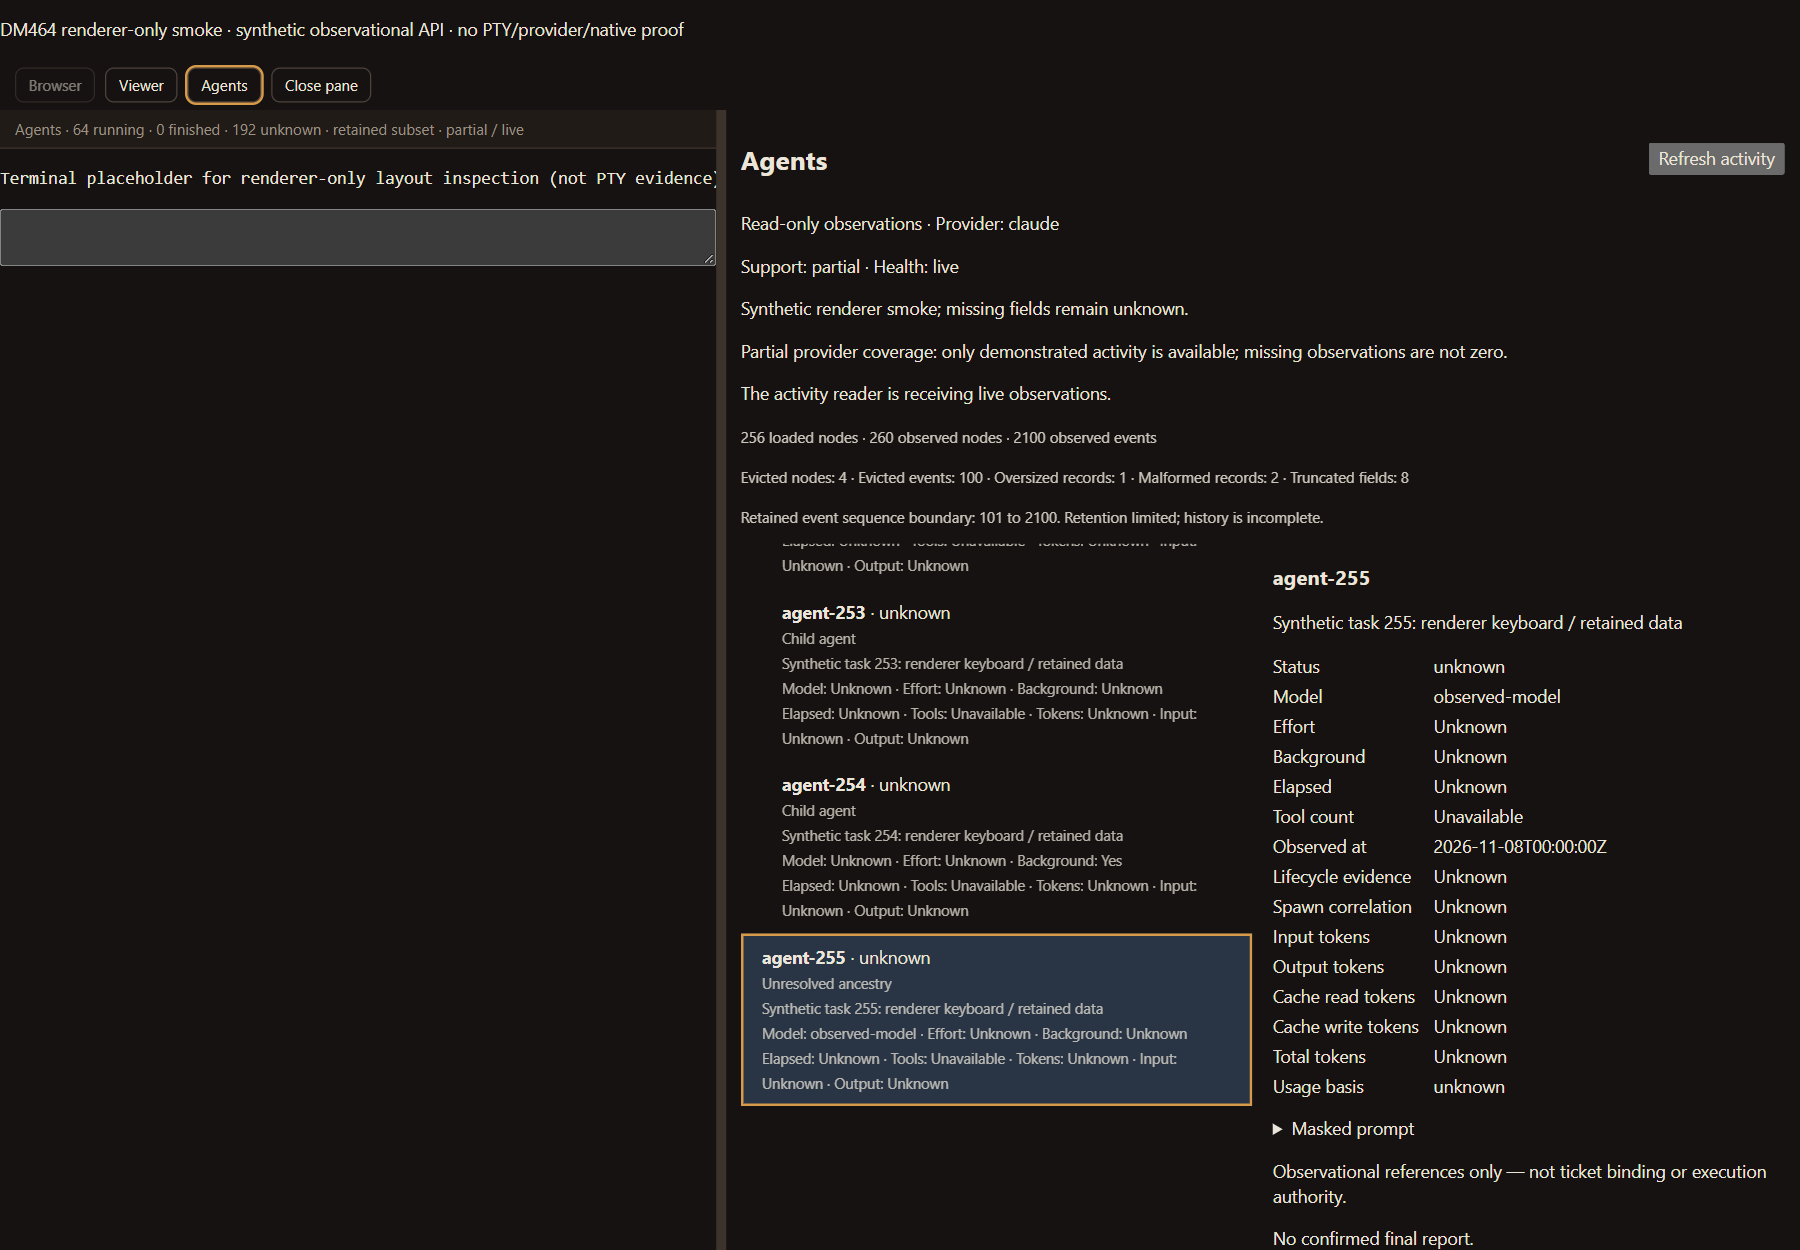 DM464 renderer-only smoke · synthetic observational API · no PTY/provider/native proof
Browser
Viewer
Agents
Close pane
Agents · 64 running · 0 finished · 192 unknown · retained subset · partial / live
Terminal placeholder for renderer-only layout inspection (not PTY evidence)
Agents
Refresh activity
Read-only observations · Provider: claude
Support: partial · Health: live
Synthetic renderer smoke; missing fields remain unknown.
Partial provider coverage: only demonstrated activity is available; missing observations are not zero.
The activity reader is receiving live observations.
256 loaded nodes · 260 observed nodes · 2100 observed events
Evicted nodes: 4 · Evicted events: 100 · Oversized records: 1 · Malformed records: 2 · Truncated fields: 8
Retained event sequence boundary: 101 to 2100. Retention limited; history is incomplete.
Elapsed: Unknown · Tools: Unavailable · Tokens: Unknown · Input:
Unknown · Output: Unknown
agent-253 · unknown
Child agent
Synthetic task 253: renderer keyboard / retained data
Model: Unknown · Effort: Unknown · Background: Unknown
Elapsed: Unknown · Tools: Unavailable · Tokens: Unknown · Input:
Unknown · Output: Unknown
agent-254 · unknown
Child agent
Synthetic task 254: renderer keyboard / retained data
Model: Unknown · Effort: Unknown · Background: Yes
Elapsed: Unknown · Tools: Unavailable · Tokens: Unknown · Input:
Unknown · Output: Unknown
agent-255 · unknown
Unresolved ancestry
Synthetic task 255: renderer keyboard / retained data
Model: observed-model · Effort: Unknown · Background: Unknown
Elapsed: Unknown · Tools: Unavailable · Tokens: Unknown · Input:
Unknown · Output: Unknown
agent-255
Synthetic task 255: renderer keyboard / retained data
Status unknown
Model observed-model
Effort Unknown
Background Unknown
Elapsed Unknown
Tool count Unavailable
Observed at 2026-11-08T00:00:00Z
Lifecycle evidence Unknown
Spawn correlation Unknown
Input tokens Unknown
Output tokens Unknown
Cache read tokens Unknown
Cache write tokens Unknown
Total tokens Unknown
Usage basis unknown
▶ Masked prompt
Observational references only — not ticket binding or execution
authority.
No confirmed final report.